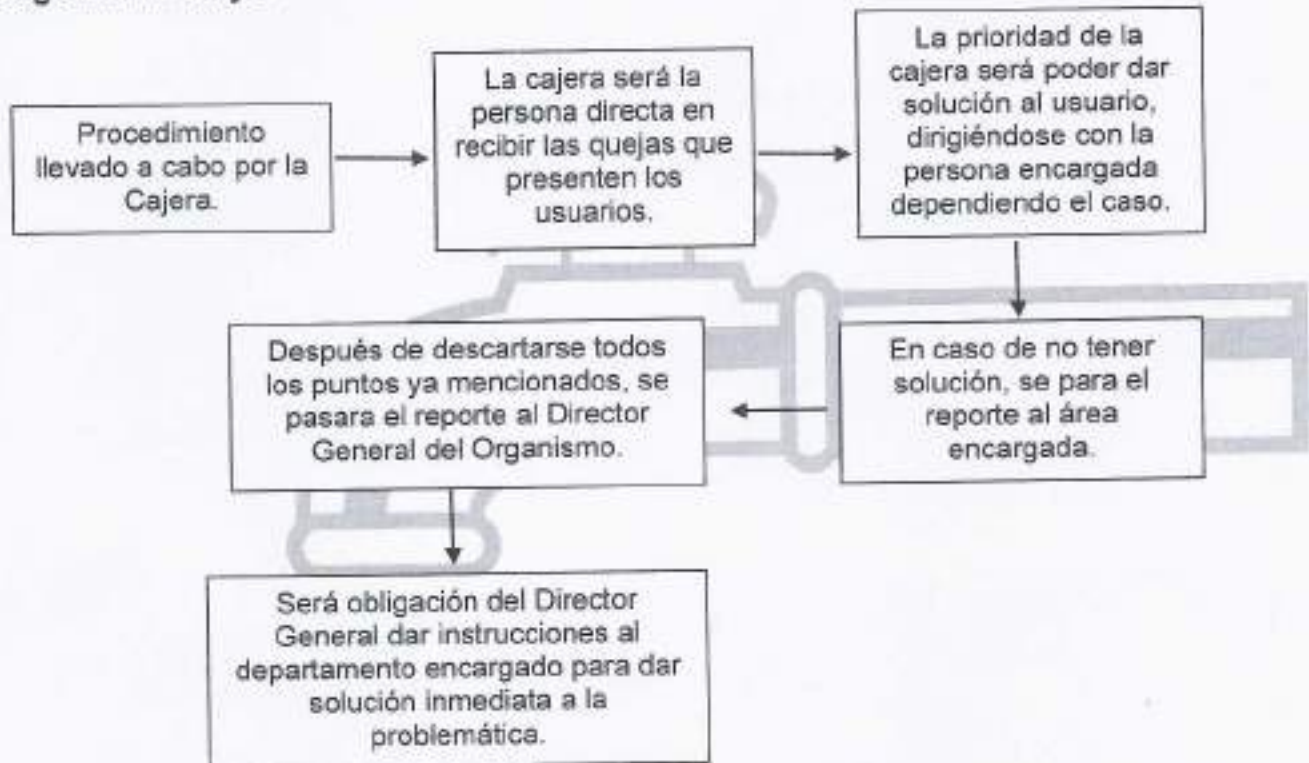 Procedimiento
llevado a cabo por la
Cajera.
La cajera será la
persona directa en
recibir las quejas que
presenten los
usuarios.
La prioridad de la
cajera será poder dar
solución al usuario,
dirigiéndose con la
persona encargada
dependiendo el caso.
En caso de no tener
solución, se para el
reporte al área
encargada.
Después de descartarse todos
los puntos ya mencionados, se
pasara el reporte al Director
General del Organismo.
Será obligación del Director
General dar instrucciones al
departamento encargado para dar
solución inmediata a la
problemática.